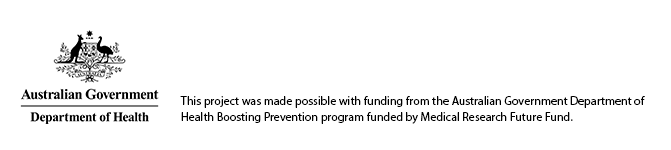 Australian Government
Department of Health
This project was made possible with funding from the Australian Government Department of
Health Boosting Prevention program funded by Medical Research Future Fund.